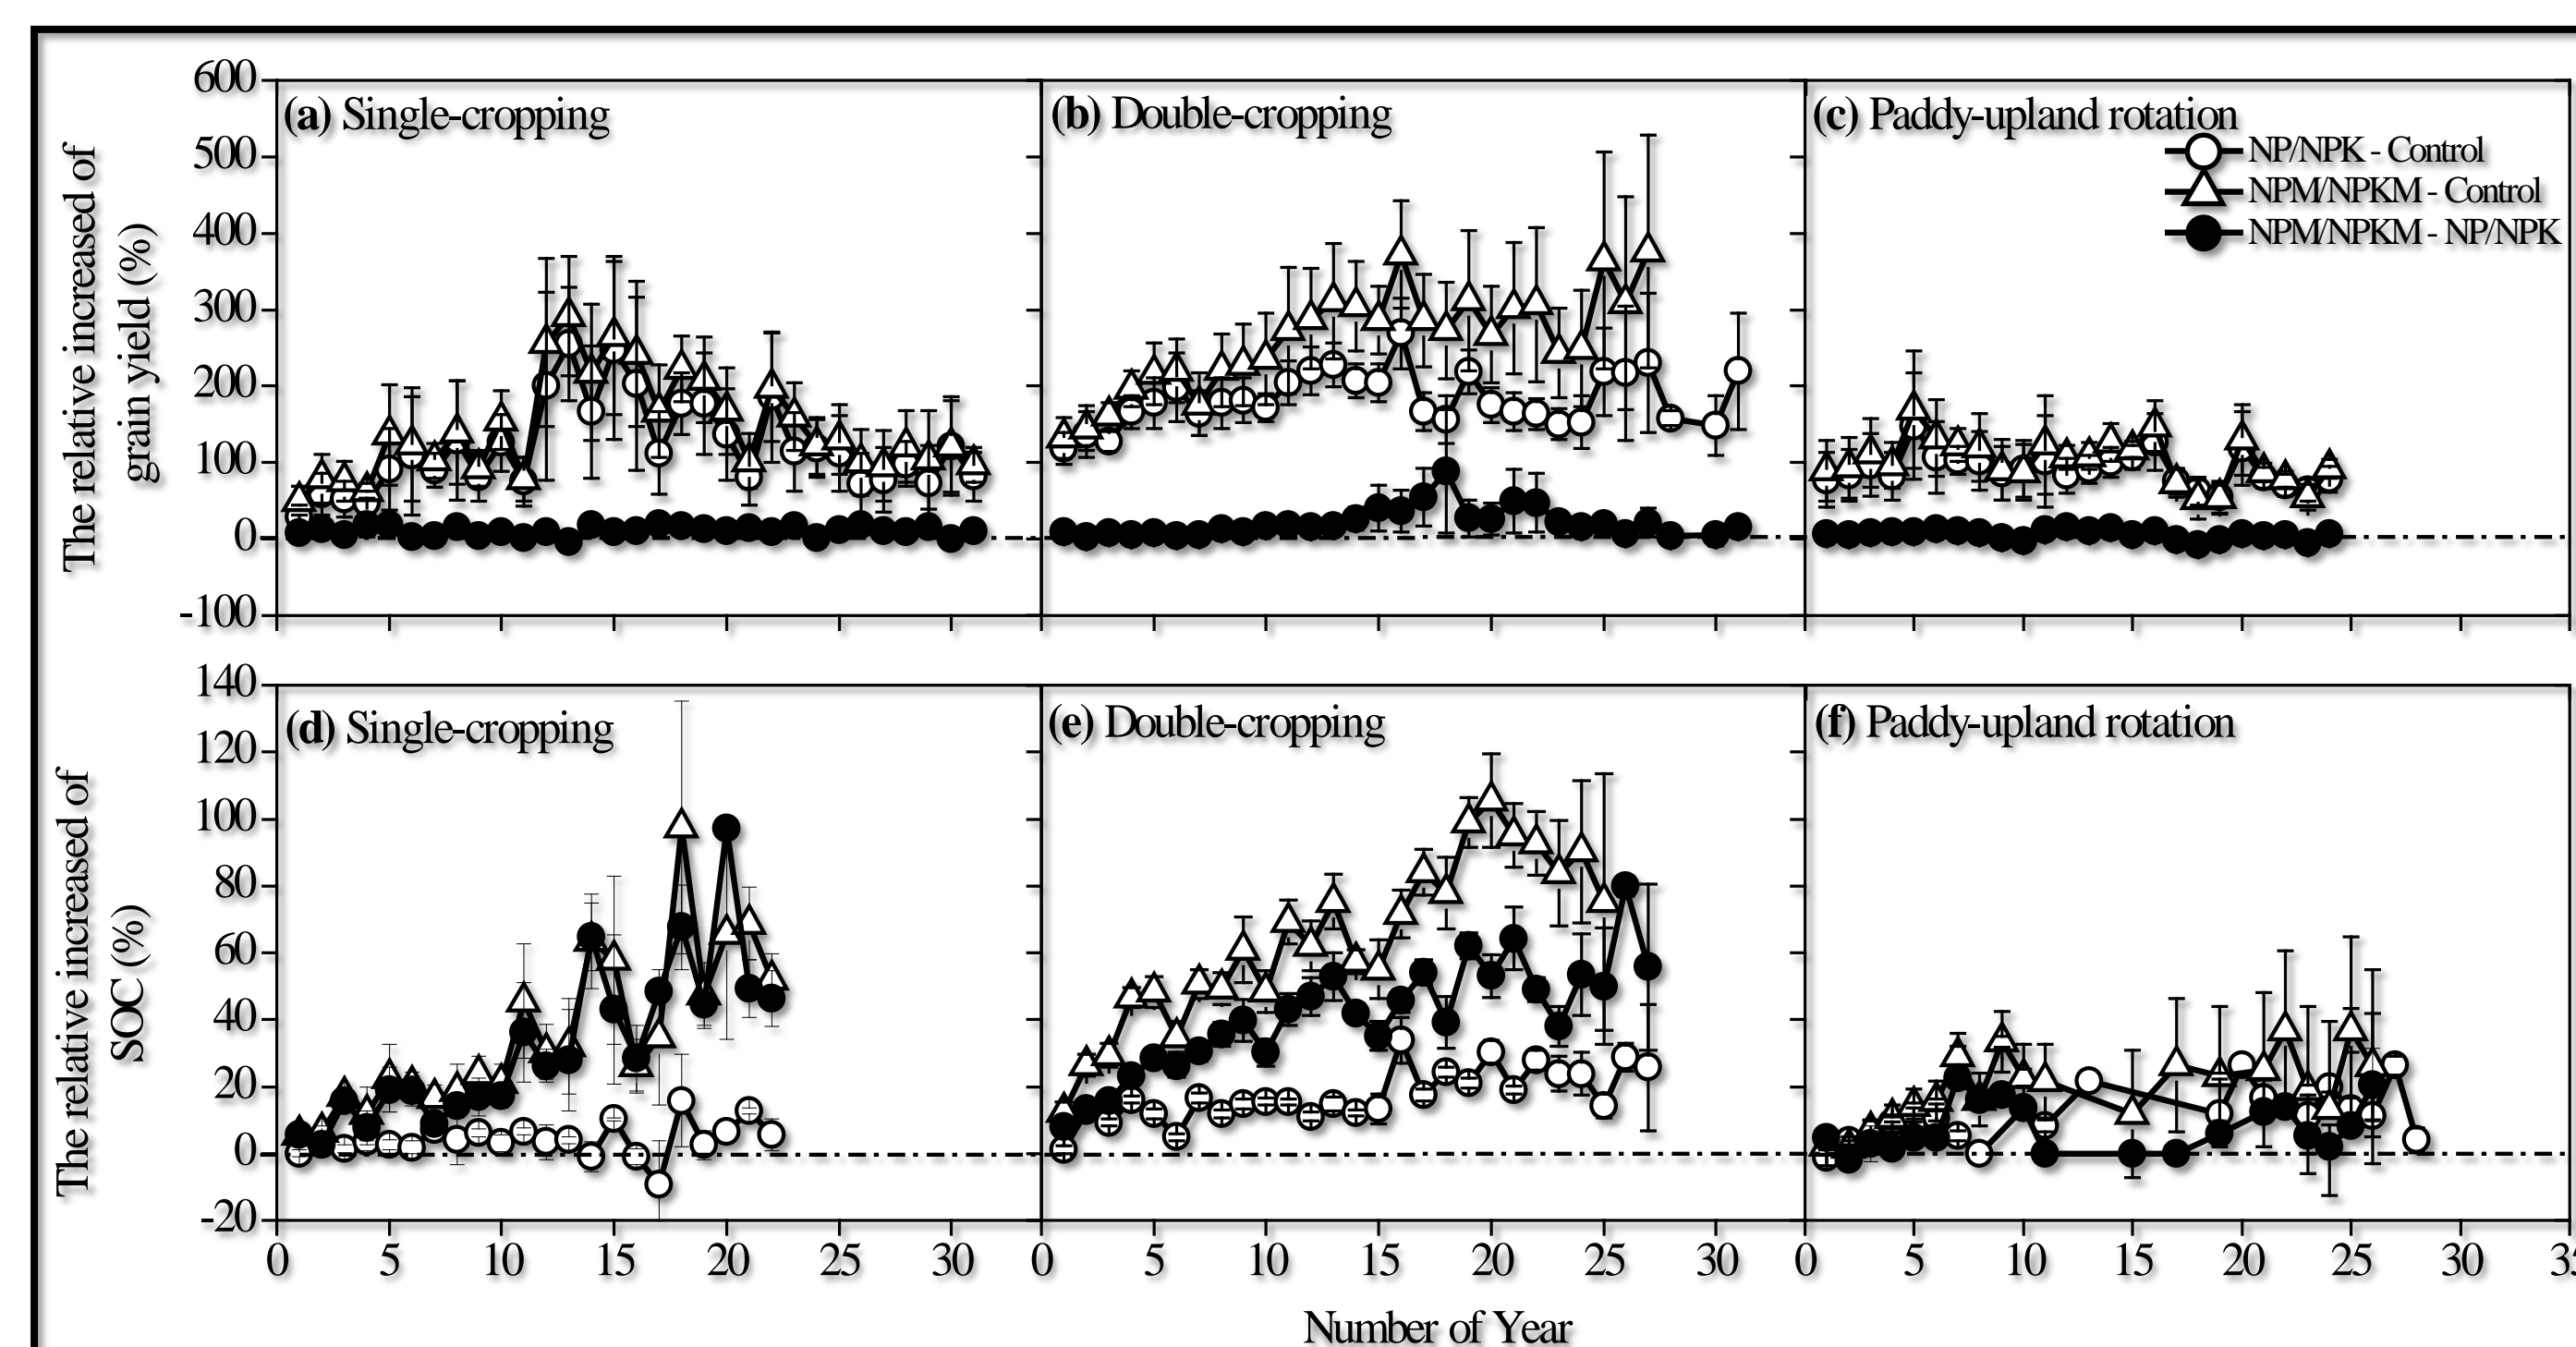 600
500
400
300
200
100
0
-100
The relative increased of
grain yield (%)
(a) Single-cropping
(b) Double-cropping
(c) Paddy-upland rotation
NP/NPK - Control
NPM/NPKM - Control
NPM/NPKM - NP/NPK
140
120
100
80
60
40
20
0
-20
The relative increased of
SOC (%)
(d) Single-cropping
(e) Double-cropping
(f) Paddy-upland rotation
0 5 10 15 20 25 30 0 5 10 15 20 25 30 0 5 10 15 20 25 30
Number of Year